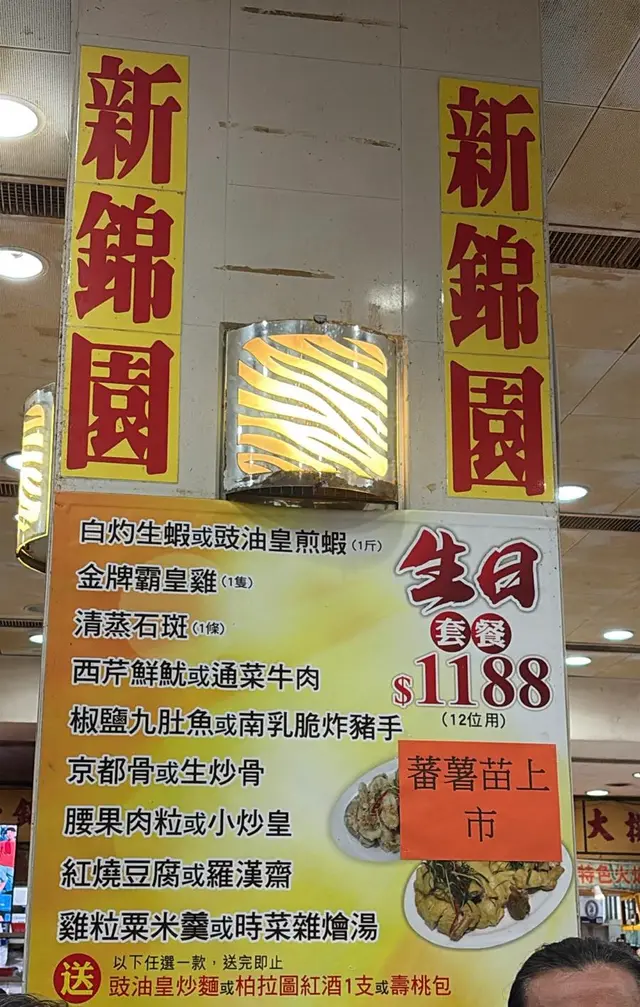 新錦園
新錦園
白灼生蝦或豉油皇煎蝦(1斤)
金牌霸皇雞(1隻)
清蒸石斑(1條)
西芹鮮魷或通菜牛肉
椒鹽九肚魚或南乳脆炸豬手
京都骨或生炒骨
腰果肉粒或小炒皇
紅燒豆腐或羅漢齋
雞粒粟米羹或時菜雜燴湯
送
以下任選一款，送完即止
豉油皇炒麵或柏拉圖紅酒1支或壽桃包
生日
套餐
$1188
(12位用)
蕃薯苗上
市
特色火